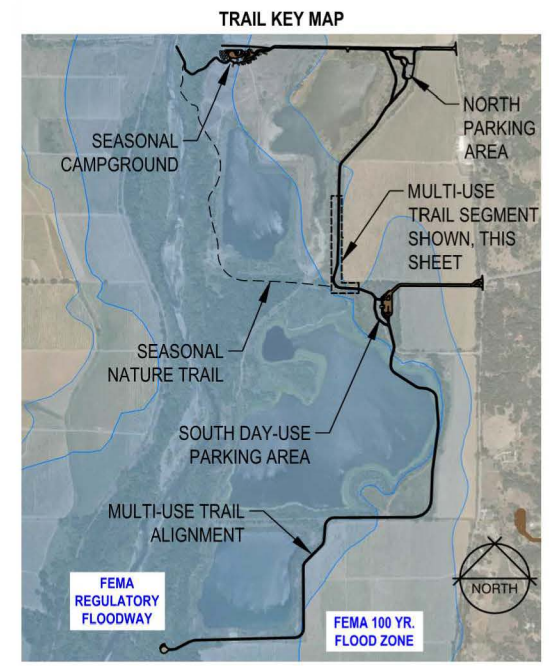 TRAIL KEY MAP
SEASONAL
CAMPGROUND
NORTH
PARKING
AREA
MULTI-USE
TRAIL SEGMENT
SHOWN, THIS
SHEET
SEASONAL
NATURE TRAIL
SOUTH DAY-USE
PARKING AREA
MULTI-USE TRAIL
ALIGNMENT
FEMA
REGULATORY
FLOODWAY
FEMA 100 YR.
FLOOD ZONE
NORTH